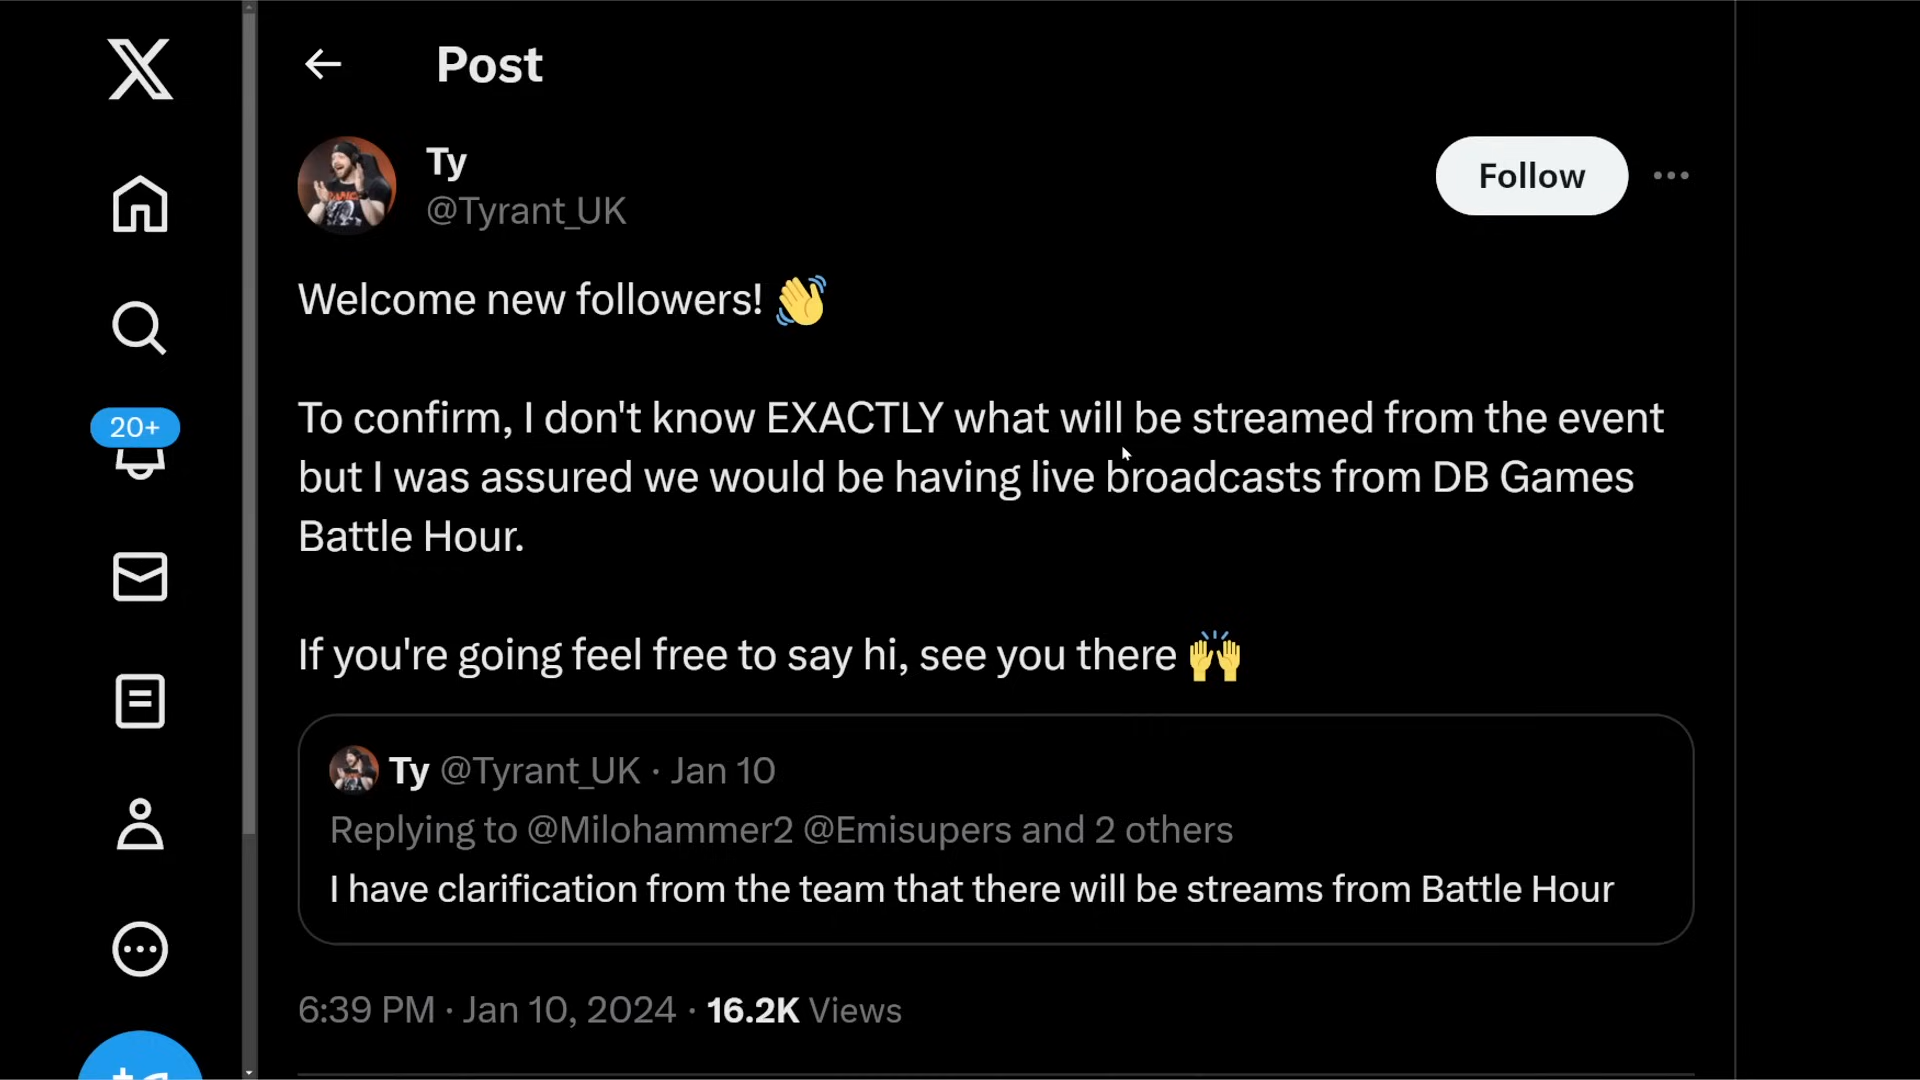 Post
Ty
@Tyrant_UK
Follow
Welcome new followers! 👋
20+
To confirm, I don't know EXACTLY what will be streamed from the event
but I was assured we would be having live broadcasts from DB Games
Battle Hour.
If you're going feel free to say hi, see you there 🙌
Ty @Tyrant_UK · Jan 10
Replying to @Milohammer2 @Emisupers and 2 others
I have clarification from the team that there will be streams from Battle Hour
6:39 PM · Jan 10, 2024 · 16.2K Views